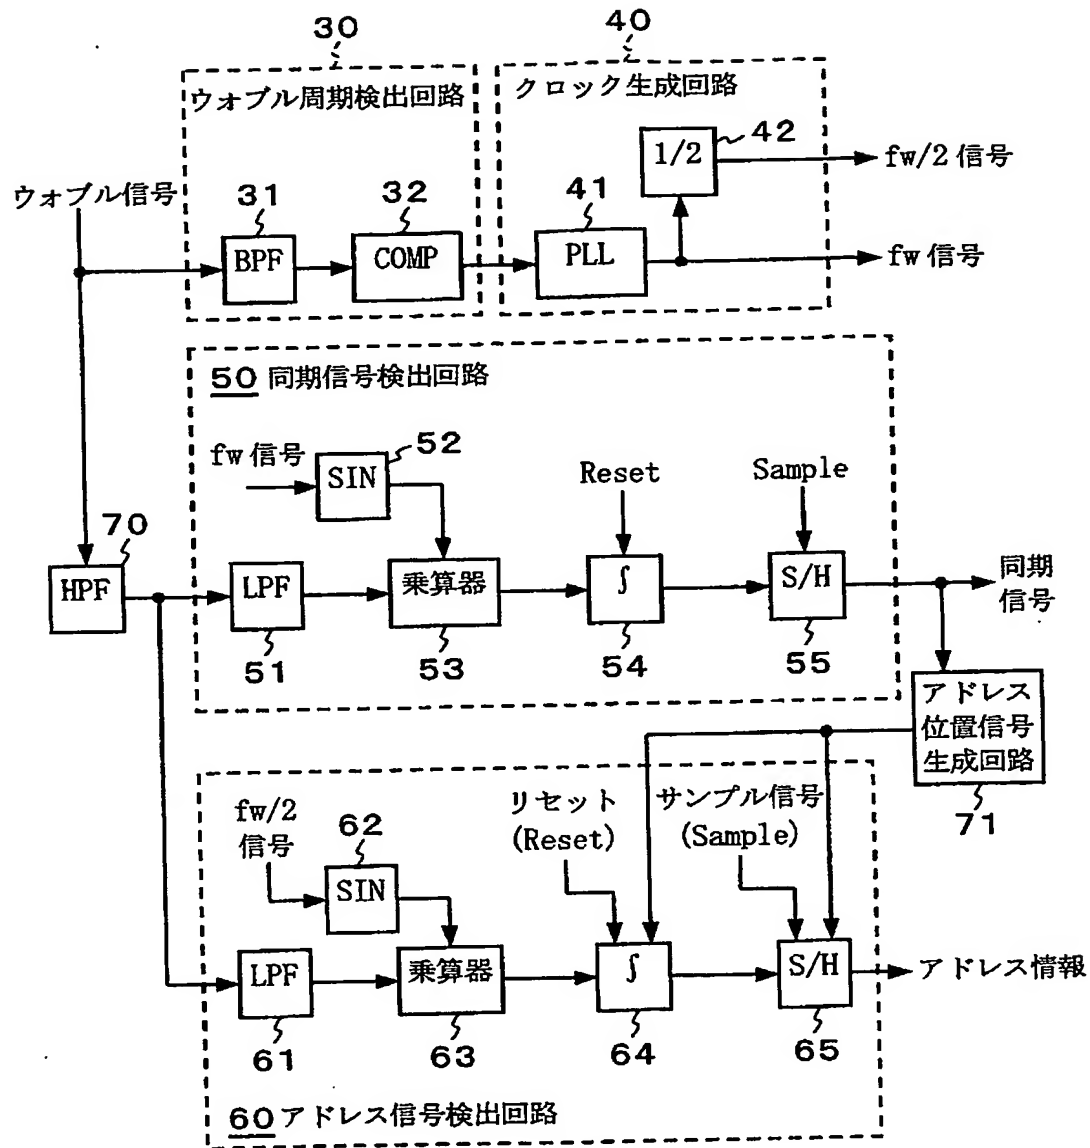 30
40
ウォブル周期検出回路
クロック生成回路
1/2
42
fw/2 信号
ウォブル信号
31
32
41
BPF
COMP
PLL
fw 信号
50 同期信号検出回路
fw 信号
52
SIN
Reset
Sample
70
HPF
LPF
乗算器
∫
S/H
同期
信号
51
53
54
55
アドレス
位置信号
生成回路
71
fw/2
信号
62
SIN
リセット
(Reset)
サンプル信号
(Sample)
LPF
乗算器
∫
S/H
アドレス情報
61
63
64
65
60 アドレス信号検出回路